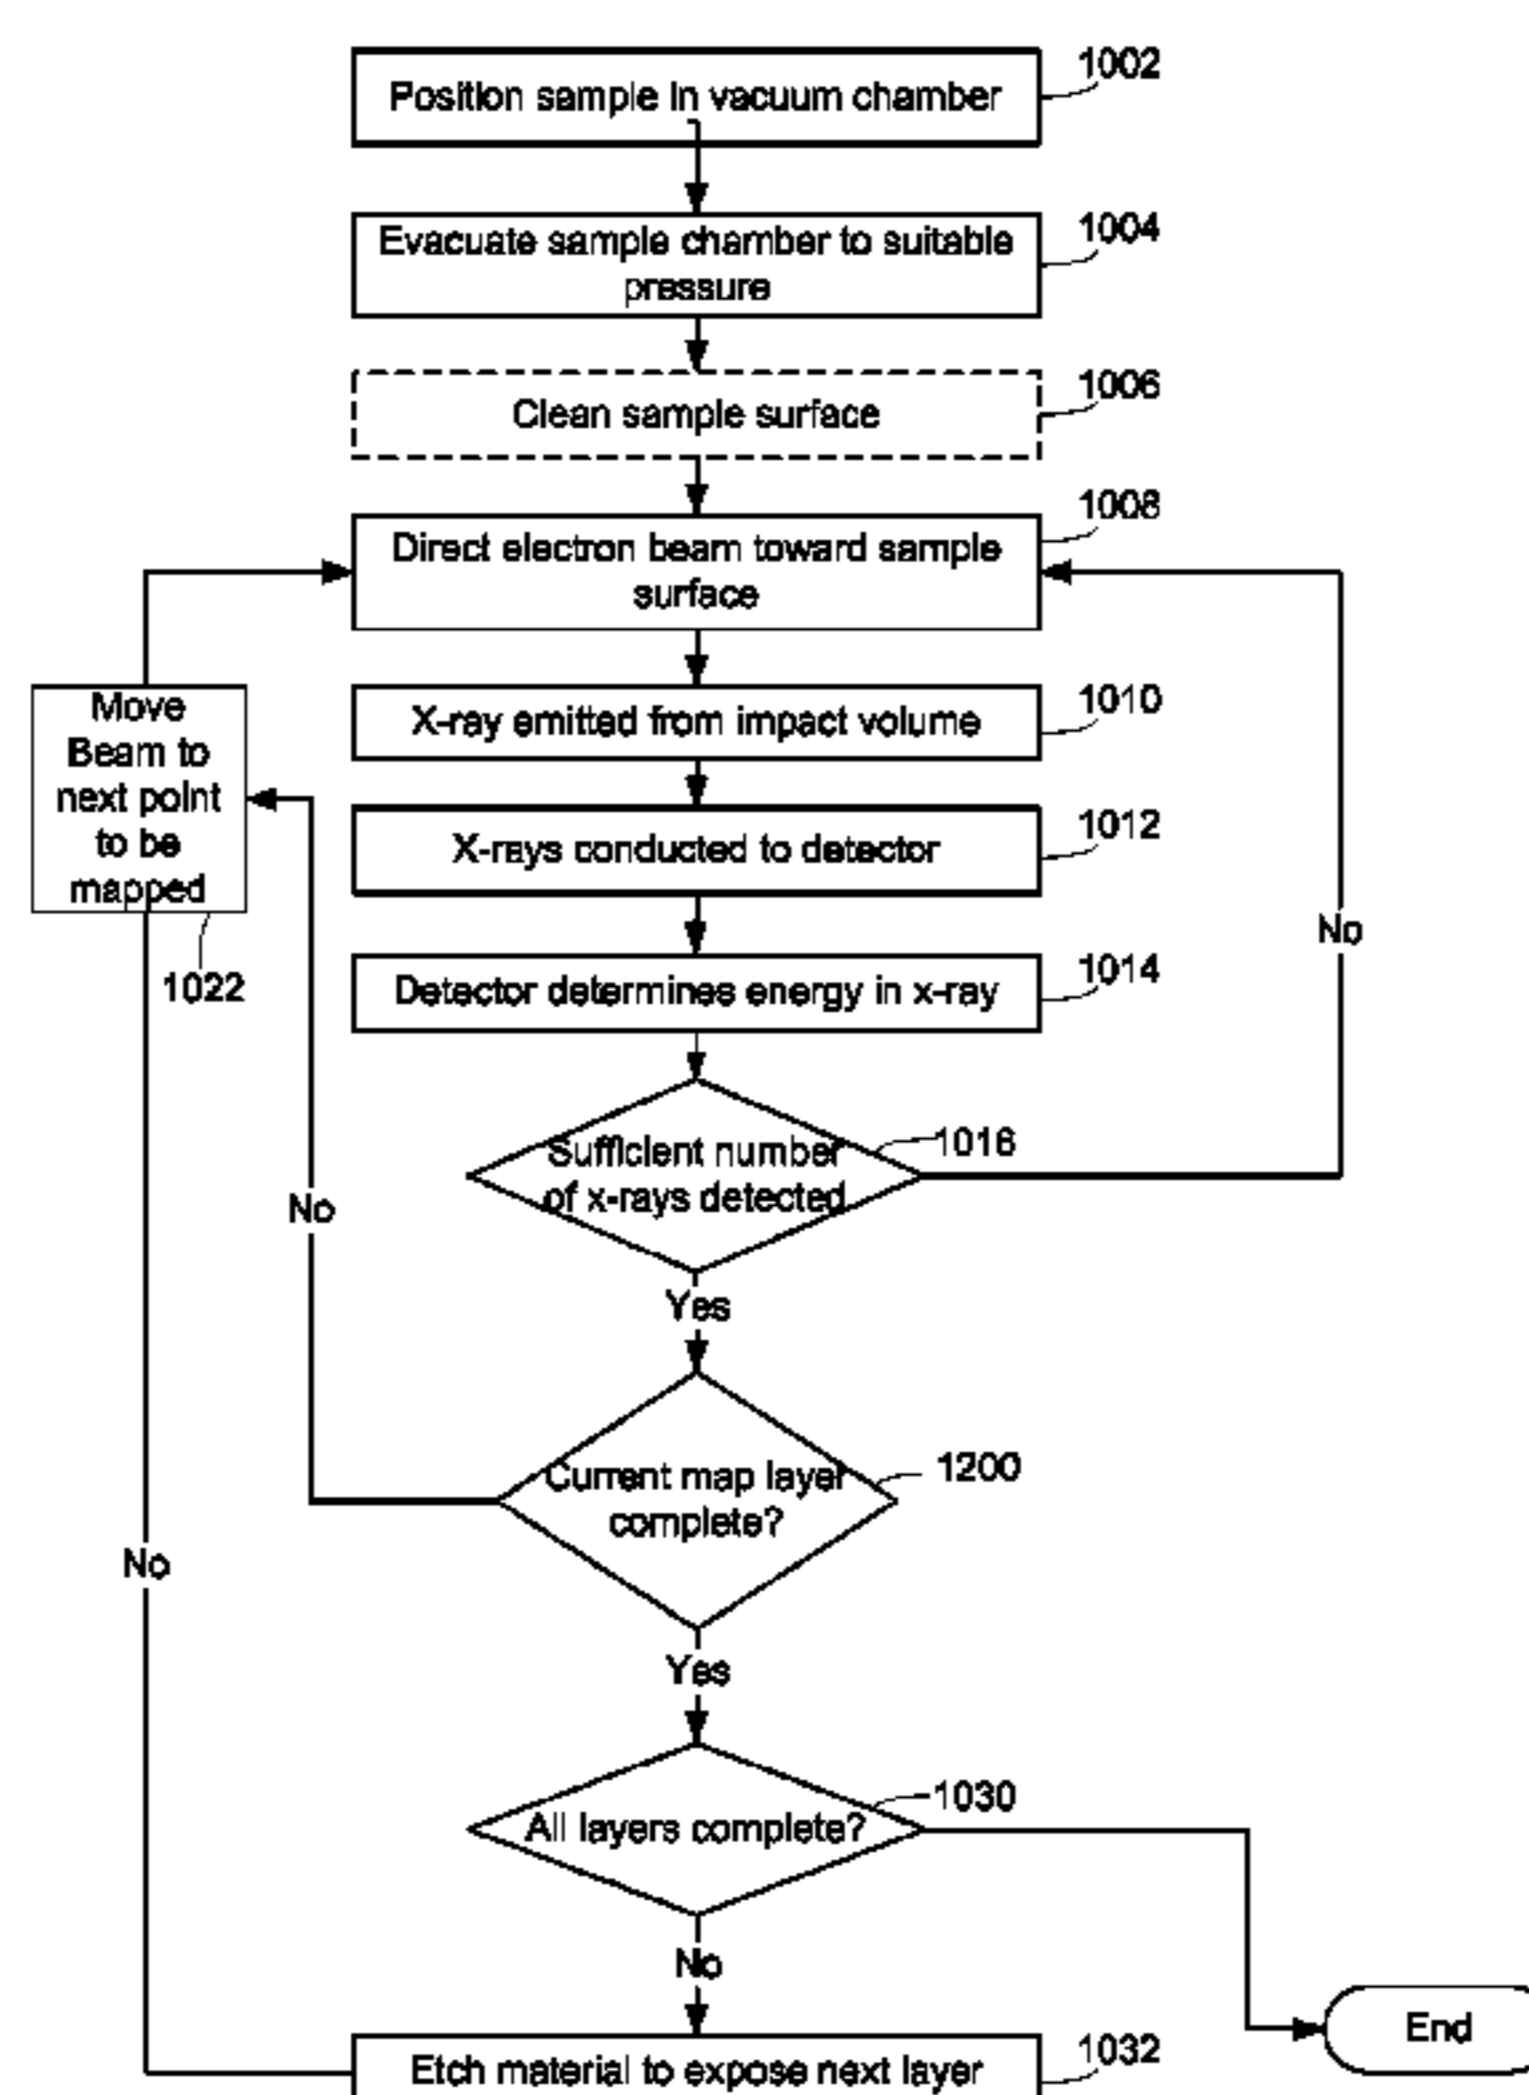 Position sample in vacuum chamber
1002
Evacuate sample chamber to suitable
pressure
1004
Clean sample surface
1006
Direct electron beam toward sample
surface
1008
X-ray emitted from impact volume
1010
Move
Beam to
next point
to be
mapped
1022
X-rays conducted to detector
1012
No
Detector determines energy in x-ray
1014
Sufficient number
of x-rays detected
1016
No
Yes
Current map layer
complete?
1200
No
Yes
All layers complete?
1030
No
End
Etch material to expose next layer
1032